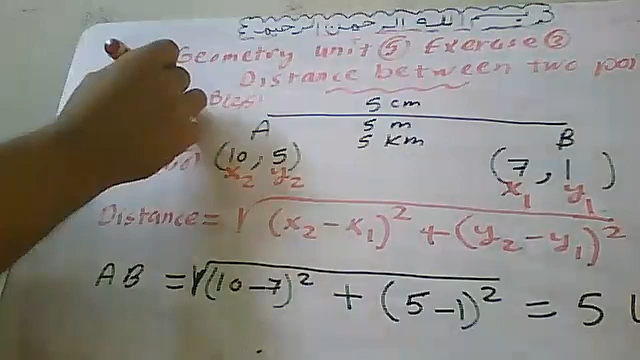 بسم الله الرحمن الرحيم
Geometry unit ⑤ Exercise ③
Distance between two poi
5 cm
A 5 m B
5 km
(10, 5) (7, 1)
x₂ y₂ x₁ y₁
Distance = √(x₂-x₁)² + (y₂-y₁)²
AB = √(10-7)² + (5-1)² = 5